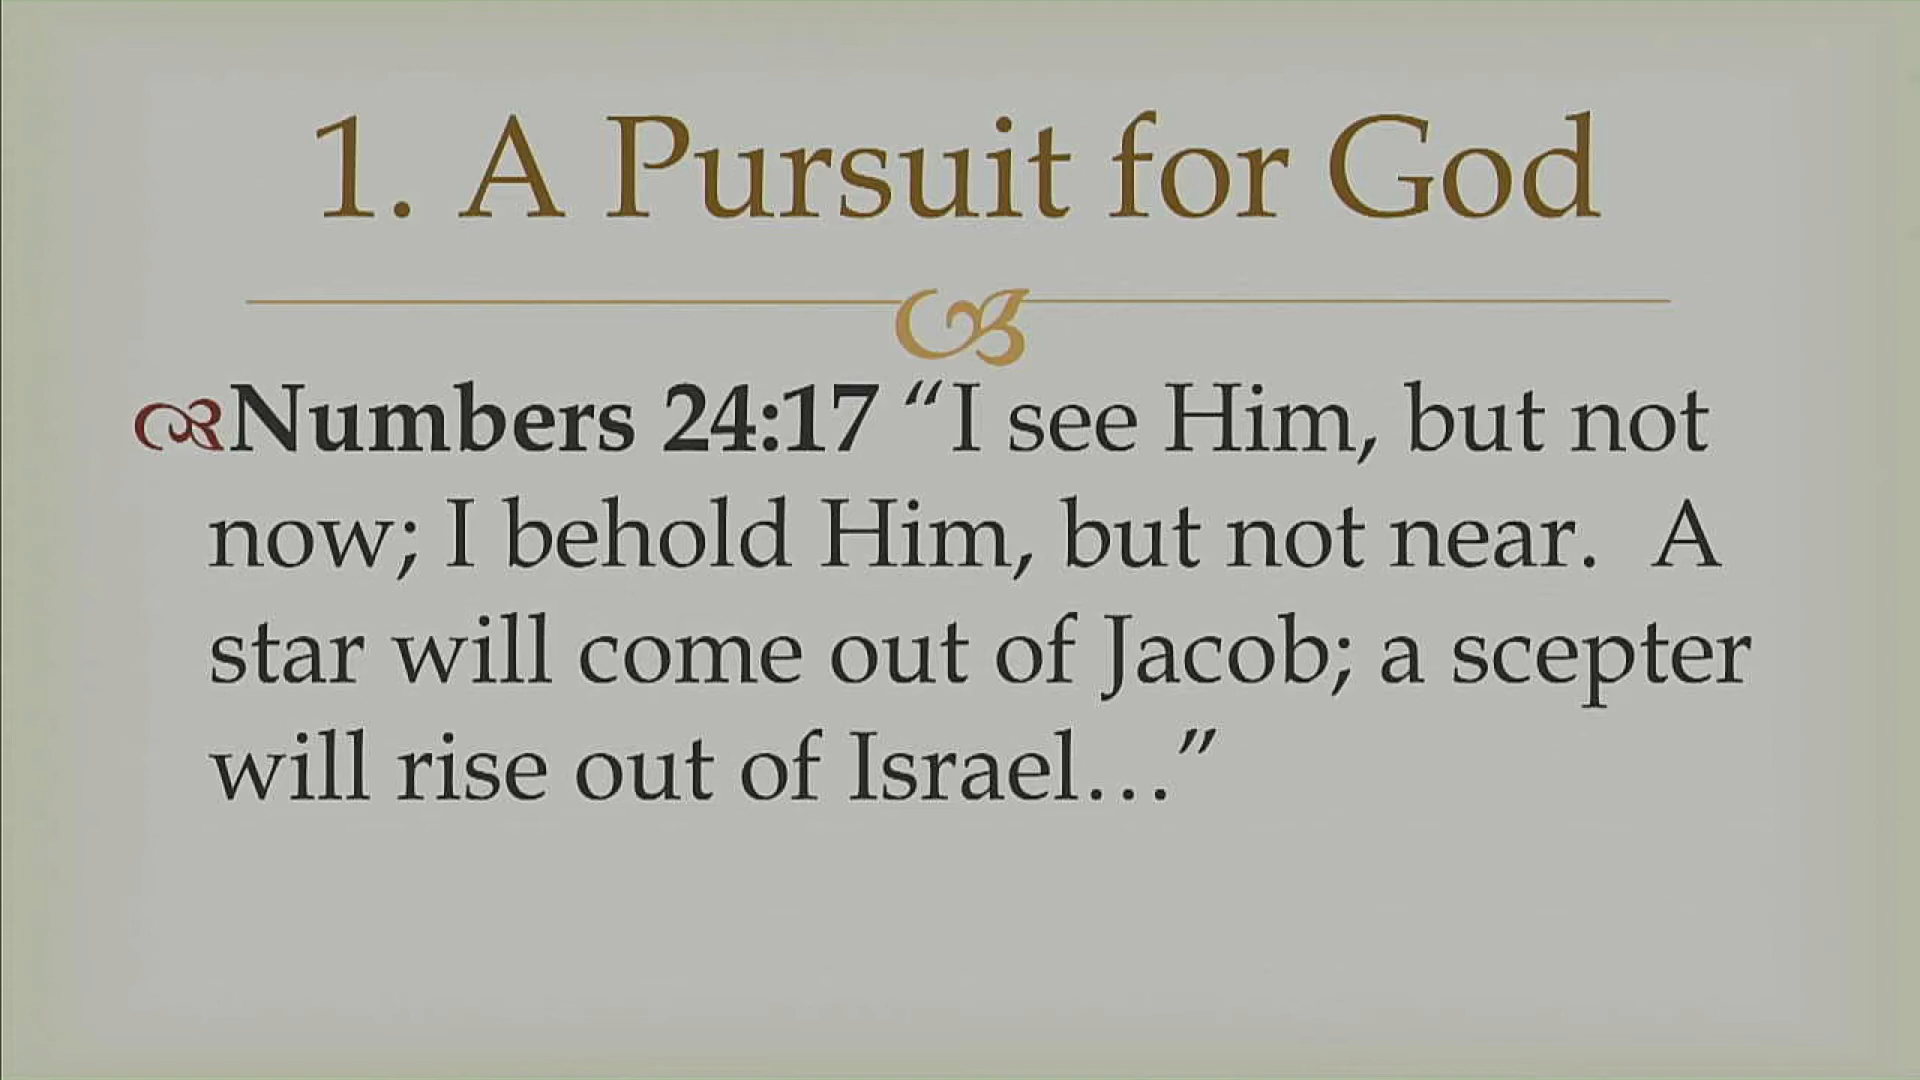 1. A Pursuit for God
Numbers 24:17 “I see Him, but not
now; I behold Him, but not near.  A
star will come out of Jacob; a scepter
will rise out of Israel…”